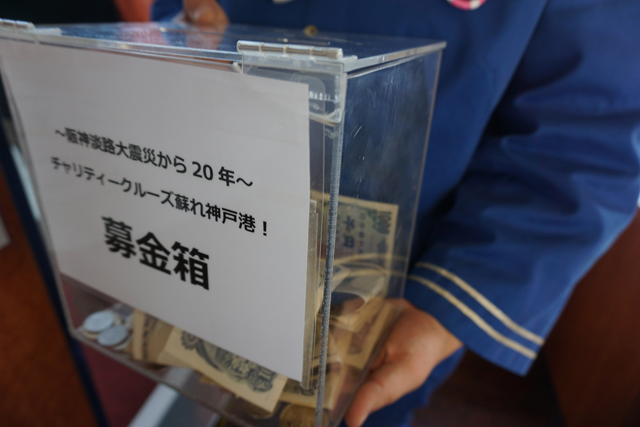 ～阪神淡路大震災から20年～
チャリティークルーズ蘇れ神戸港！
募金箱